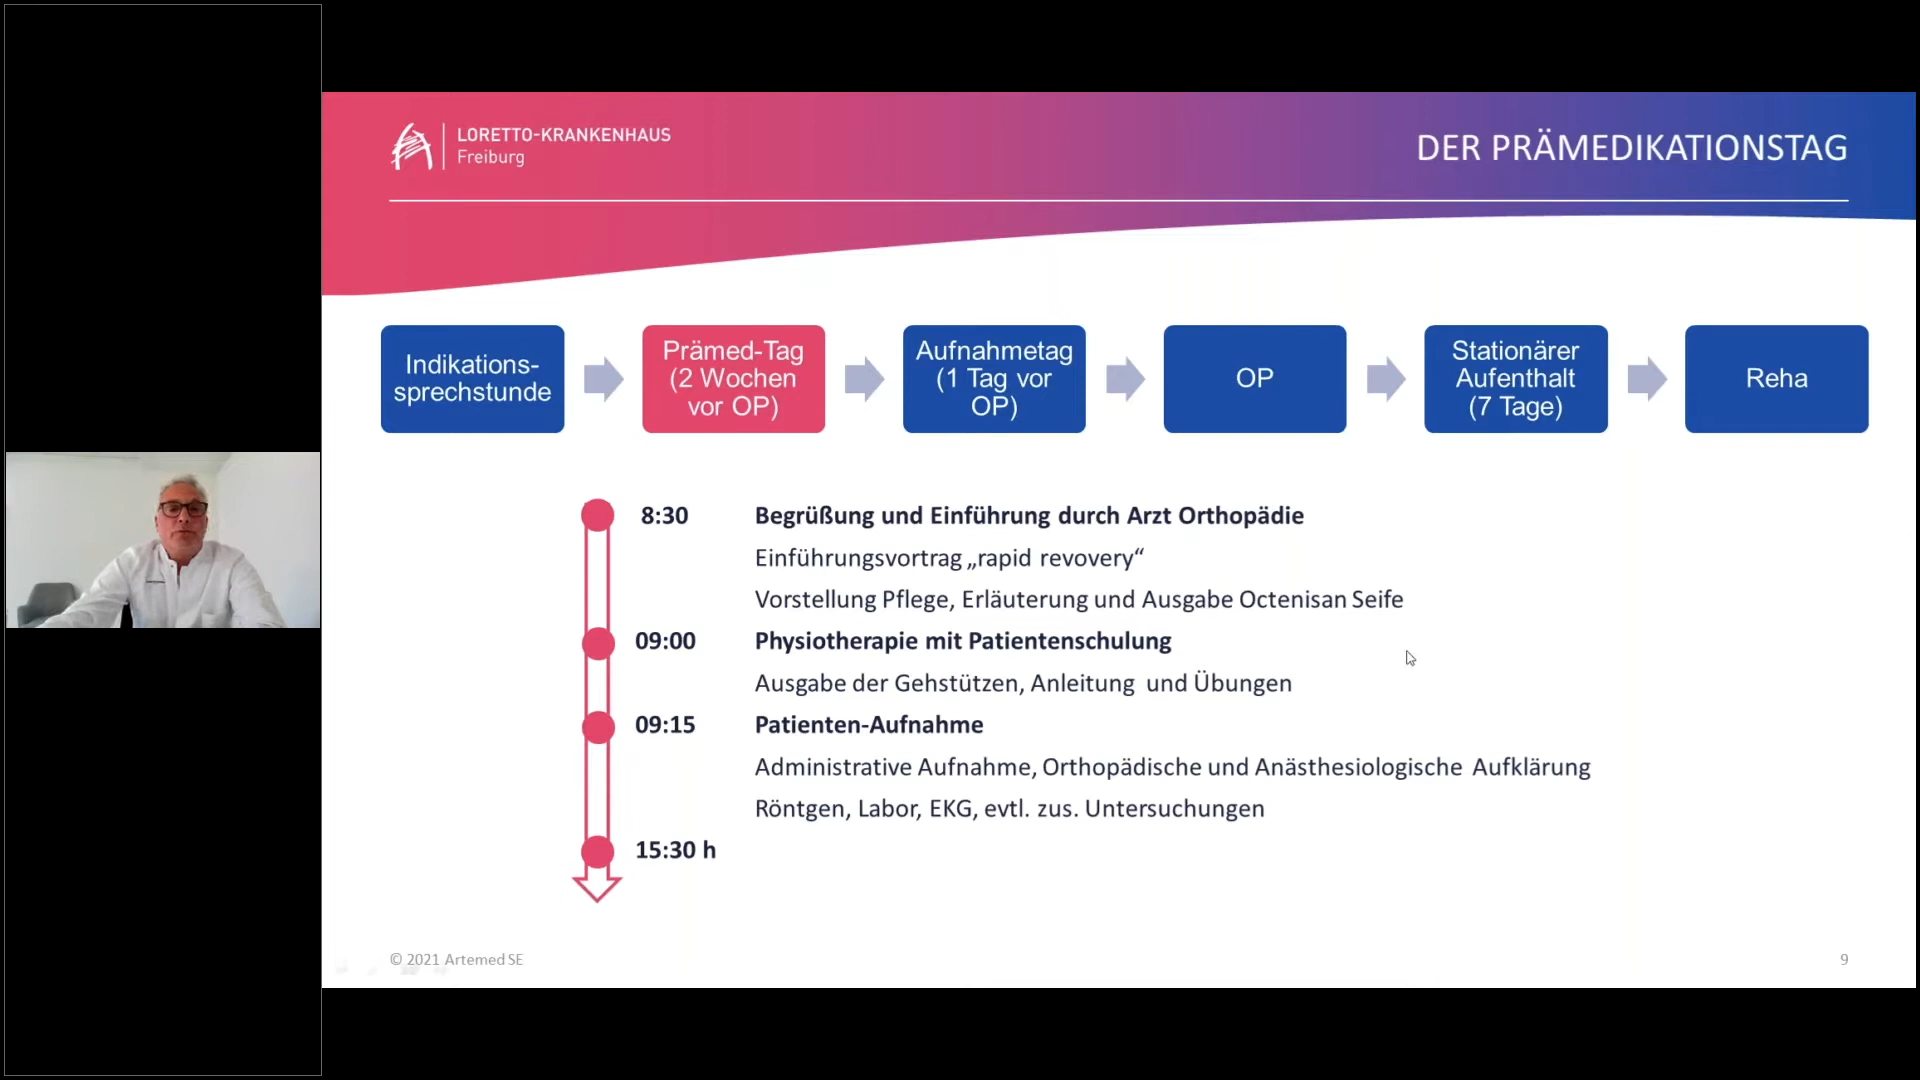 LORETTO-KRANKENHAUS
Freiburg
DER PRÄMEDIKATIONSTAG
Indikations-
sprechstunde
Prämed-Tag
(2 Wochen
vor OP)
Aufnahmetag
(1 Tag vor
OP)
OP
Stationärer
Aufenthalt
(7 Tage)
Reha
8:30 Begrüßung und Einführung durch Arzt Orthopädie
Einführungsvortrag „rapid revovery“
Vorstellung Pflege, Erläuterung und Ausgabe Octenisan Seife
09:00 Physiotherapie mit Patientenschulung
Ausgabe der Gehstützen, Anleitung und Übungen
09:15 Patienten-Aufnahme
Administrative Aufnahme, Orthopädische und Anästhesiologische Aufklärung
Röntgen, Labor, EKG, evtl. zus. Untersuchungen
15:30 h
© 2021 Artemed SE
9